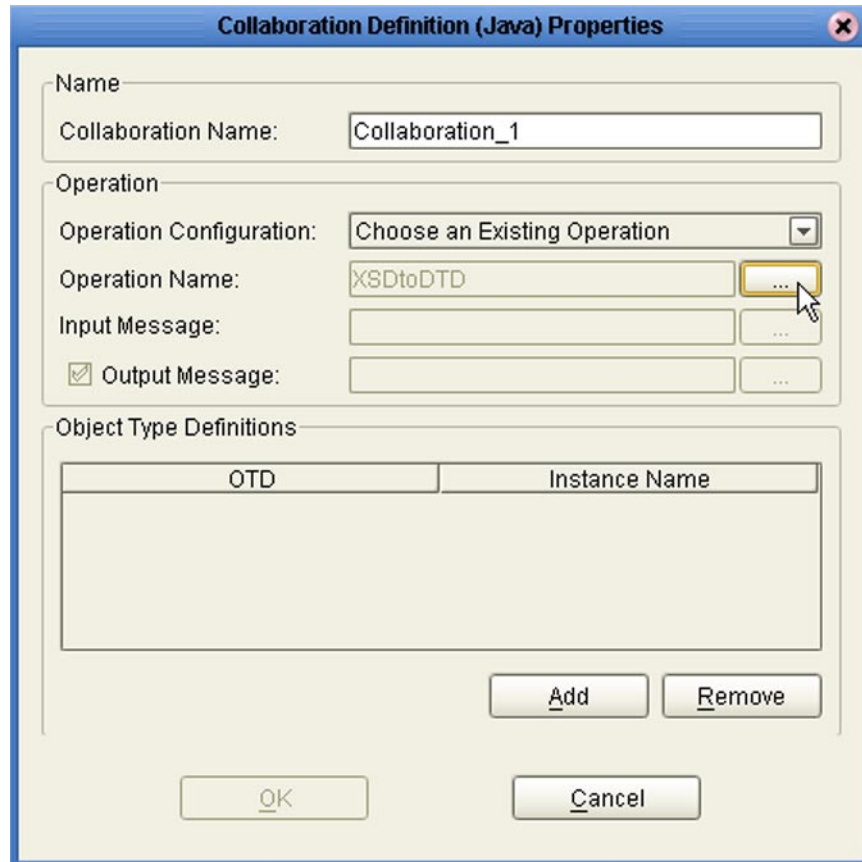 Collaboration Definition (Java) Properties
Name
Collaboration Name: Collaboration_1
Operation
Operation Configuration: Choose an Existing Operation
Operation Name: XSDtoDTD ...
Input Message: ...
Output Message: ...
Object Type Definitions
OTD Instance Name
Add Remove
OK Cancel